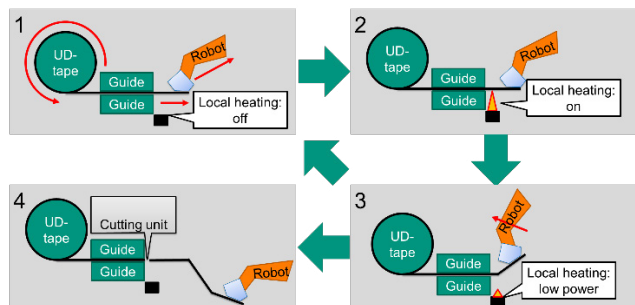 1
UD-
tape
Guide
Guide
Robot
Local heating:
off
2
UD-
tape
Guide
Guide
Robot
Local heating:
on
4
UD-
tape
Cutting unit
Guide
Guide
Robot
3
UD-
tape
Guide
Guide
Robot
Local heating:
low power